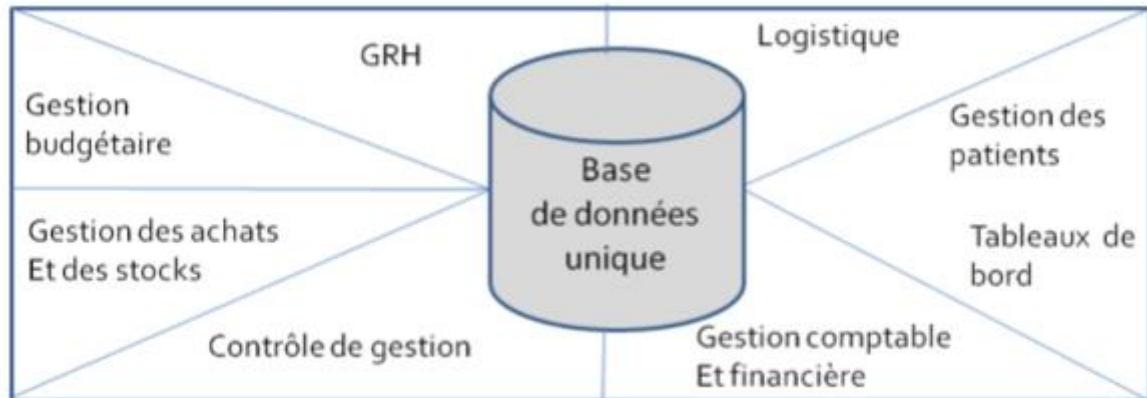 GRH
Logistique
Gestion
budgétaire
Gestion des
patients
Base
de données
unique
Gestion des achats
Et des stocks
Tableaux de
bord
Contrôle de gestion
Gestion comptable
Et financière